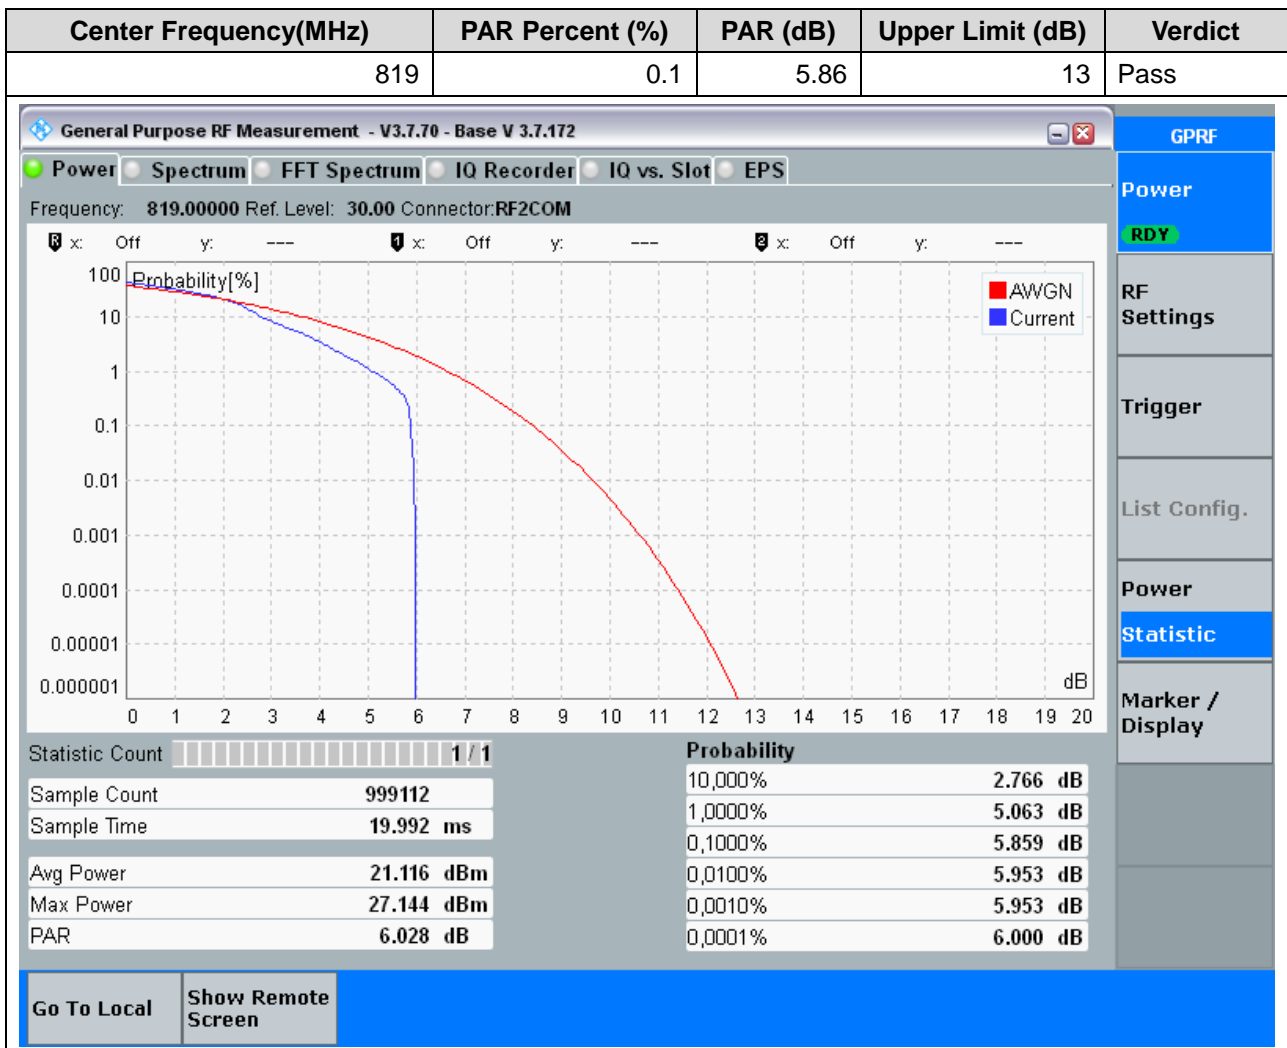 Center Frequency(MHz) PAR Percent (%) PAR (dB) Upper Limit (dB) Verdict
819 0.1 5.86 13 Pass
General Purpose RF Measurement - V3.7.70 - Base V 3.7.172
GPRF
Power Spectrum FFT Spectrum IQ Recorder IQ vs. Slot EPS
Power
RDY
Frequency: 819.00000 Ref. Level: 30.00 Connector:RF2COM
R x: Off y: --- 1 x: Off y: --- 2 x: Off y: ---
Probability[%]
100
10
1
0.1
0.01
0.001
0.0001
0.00001
0.000001
AWGN
Current
dB
0 1 2 3 4 5 6 7 8 9 10 11 12 13 14 15 16 17 18 19 20
RF
Settings
Trigger
List Config.
Power
Statistic
Marker /
Display
Statistic Count 1 / 1
Sample Count 999112
Sample Time 19.992 ms
Avg Power 21.116 dBm
Max Power 27.144 dBm
PAR 6.028 dB
Probability
10,000% 2.766 dB
1,0000% 5.063 dB
0,1000% 5.859 dB
0,0100% 5.953 dB
0,0010% 5.953 dB
0,0001% 6.000 dB
Go To Local
Show Remote
Screen